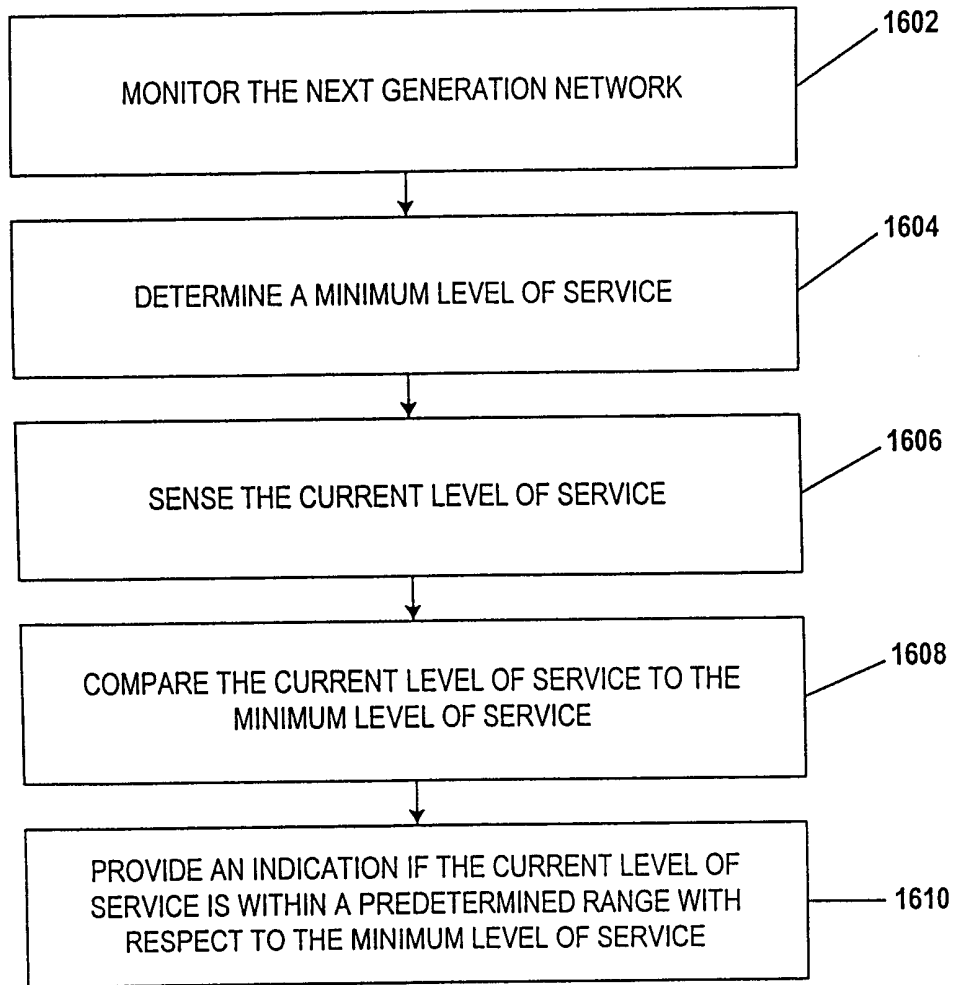 1602
MONITOR THE NEXT GENERATION NETWORK
1604
DETERMINE A MINIMUM LEVEL OF SERVICE
1606
SENSE THE CURRENT LEVEL OF SERVICE
1608
COMPARE THE CURRENT LEVEL OF SERVICE TO THE
MINIMUM LEVEL OF SERVICE
PROVIDE AN INDICATION IF THE CURRENT LEVEL OF
SERVICE IS WITHIN A PREDETERMINED RANGE WITH
RESPECT TO THE MINIMUM LEVEL OF SERVICE
1610